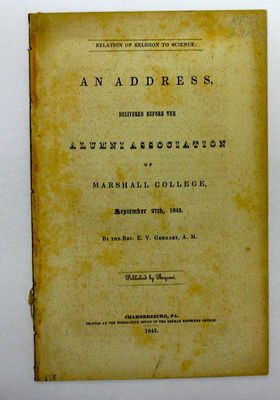 RELATION OF RELIGION TO SCIENCE:
AN ADDRESS,
DELIVERED BEFORE THE
ALUMNI ASSOCIATION
OF
MARSHALL COLLEGE,
September 27th, 1842.
BY THE REV. E. V. GERHART, A. M.
Published by Request.
CHAMBERSBURG, PA.
PRINTED AT THE PUBLICATION OFFICE OF THE GERMAN REFORMED CHURCH.
1842.